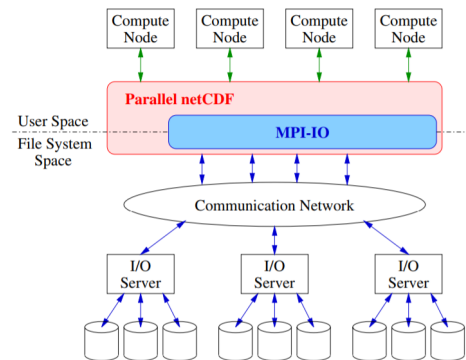 Compute
Node
Compute
Node
Compute
Node
Compute
Node
Parallel netCDF
User Space
MPI-IO
File System
Space
Communication Network
I/O
Server
I/O
Server
I/O
Server